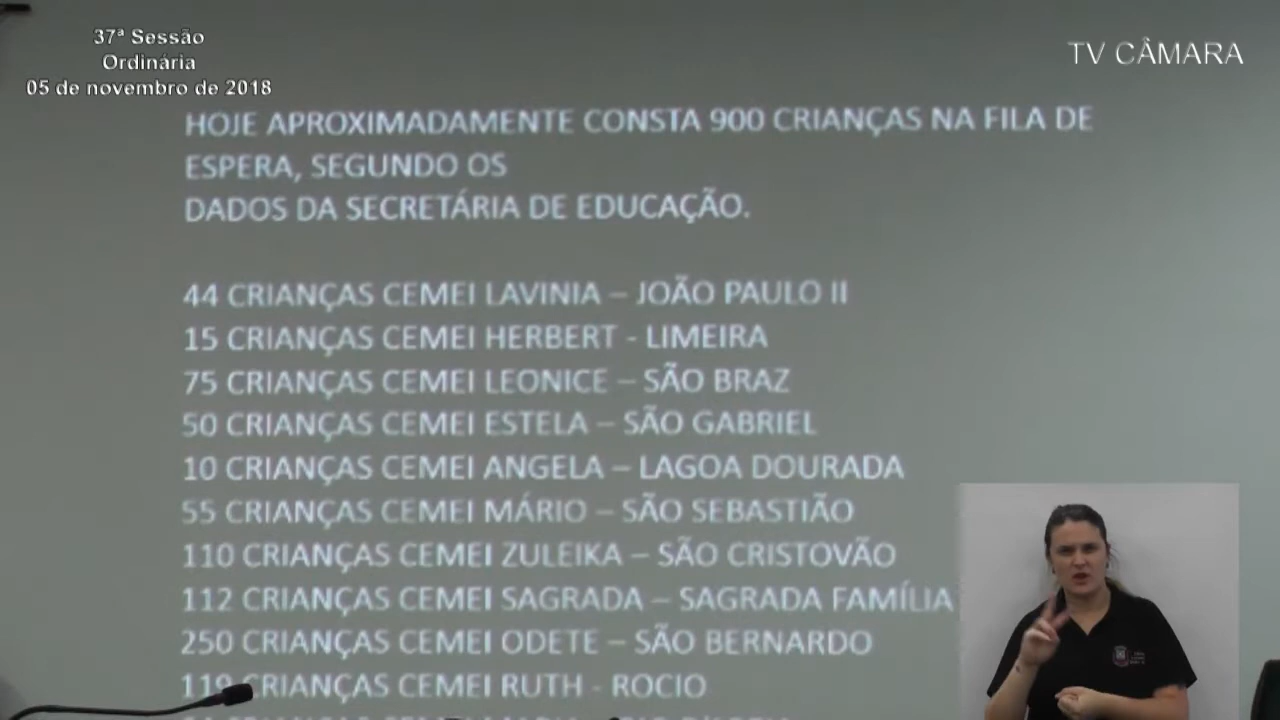 37ª Sessão
Ordinária
05 de novembro de 2018
TV CÂMARA
HOJE APROXIMADAMENTE CONSTA 900 CRIANÇAS NA FILA DE
ESPERA, SEGUNDO OS
DADOS DA SECRETÁRIA DE EDUCAÇÃO.
44 CRIANÇAS CEMEI LAVINIA – JOÃO PAULO II
15 CRIANÇAS CEMEI HERBERT - LIMEIRA
75 CRIANÇAS CEMEI LEONICE – SÃO BRAZ
50 CRIANÇAS CEMEI ESTELA – SÃO GABRIEL
10 CRIANÇAS CEMEI ANGELA – LAGOA DOURADA
55 CRIANÇAS CEMEI MÁRIO – SÃO SEBASTIÃO
110 CRIANÇAS CEMEI ZULEIKA – SÃO CRISTOVÃO
112 CRIANÇAS CEMEI SAGRADA – SAGRADA FAMÍLIA
250 CRIANÇAS CEMEI ODETE – SÃO BERNARDO
119 CRIANÇAS CEMEI RUTH - ROCIO